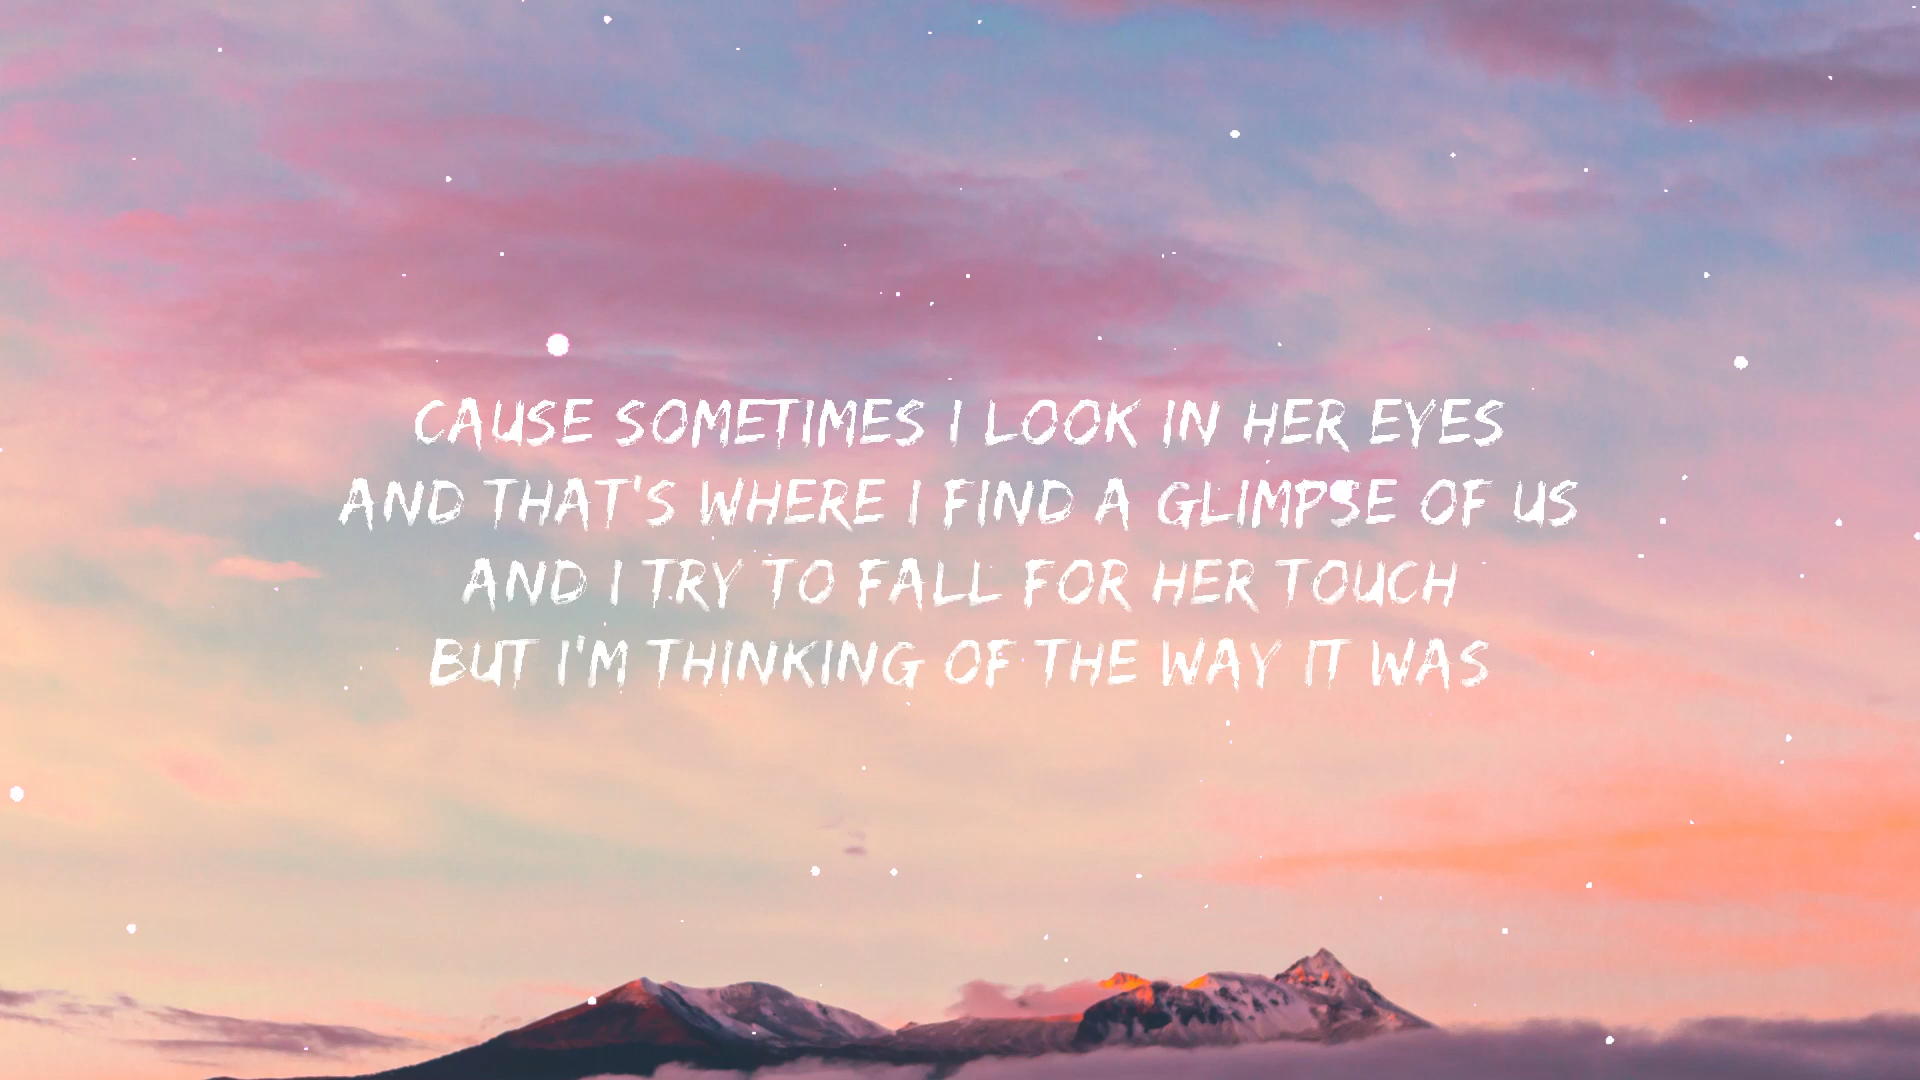 CAUSE SOMETIMES I LOOK IN HER EYES
AND THAT'S WHERE I FIND A GLIMPSE OF US
AND I TRY TO FALL FOR HER TOUCH
BUT I'M THINKING OF THE WAY IT WAS